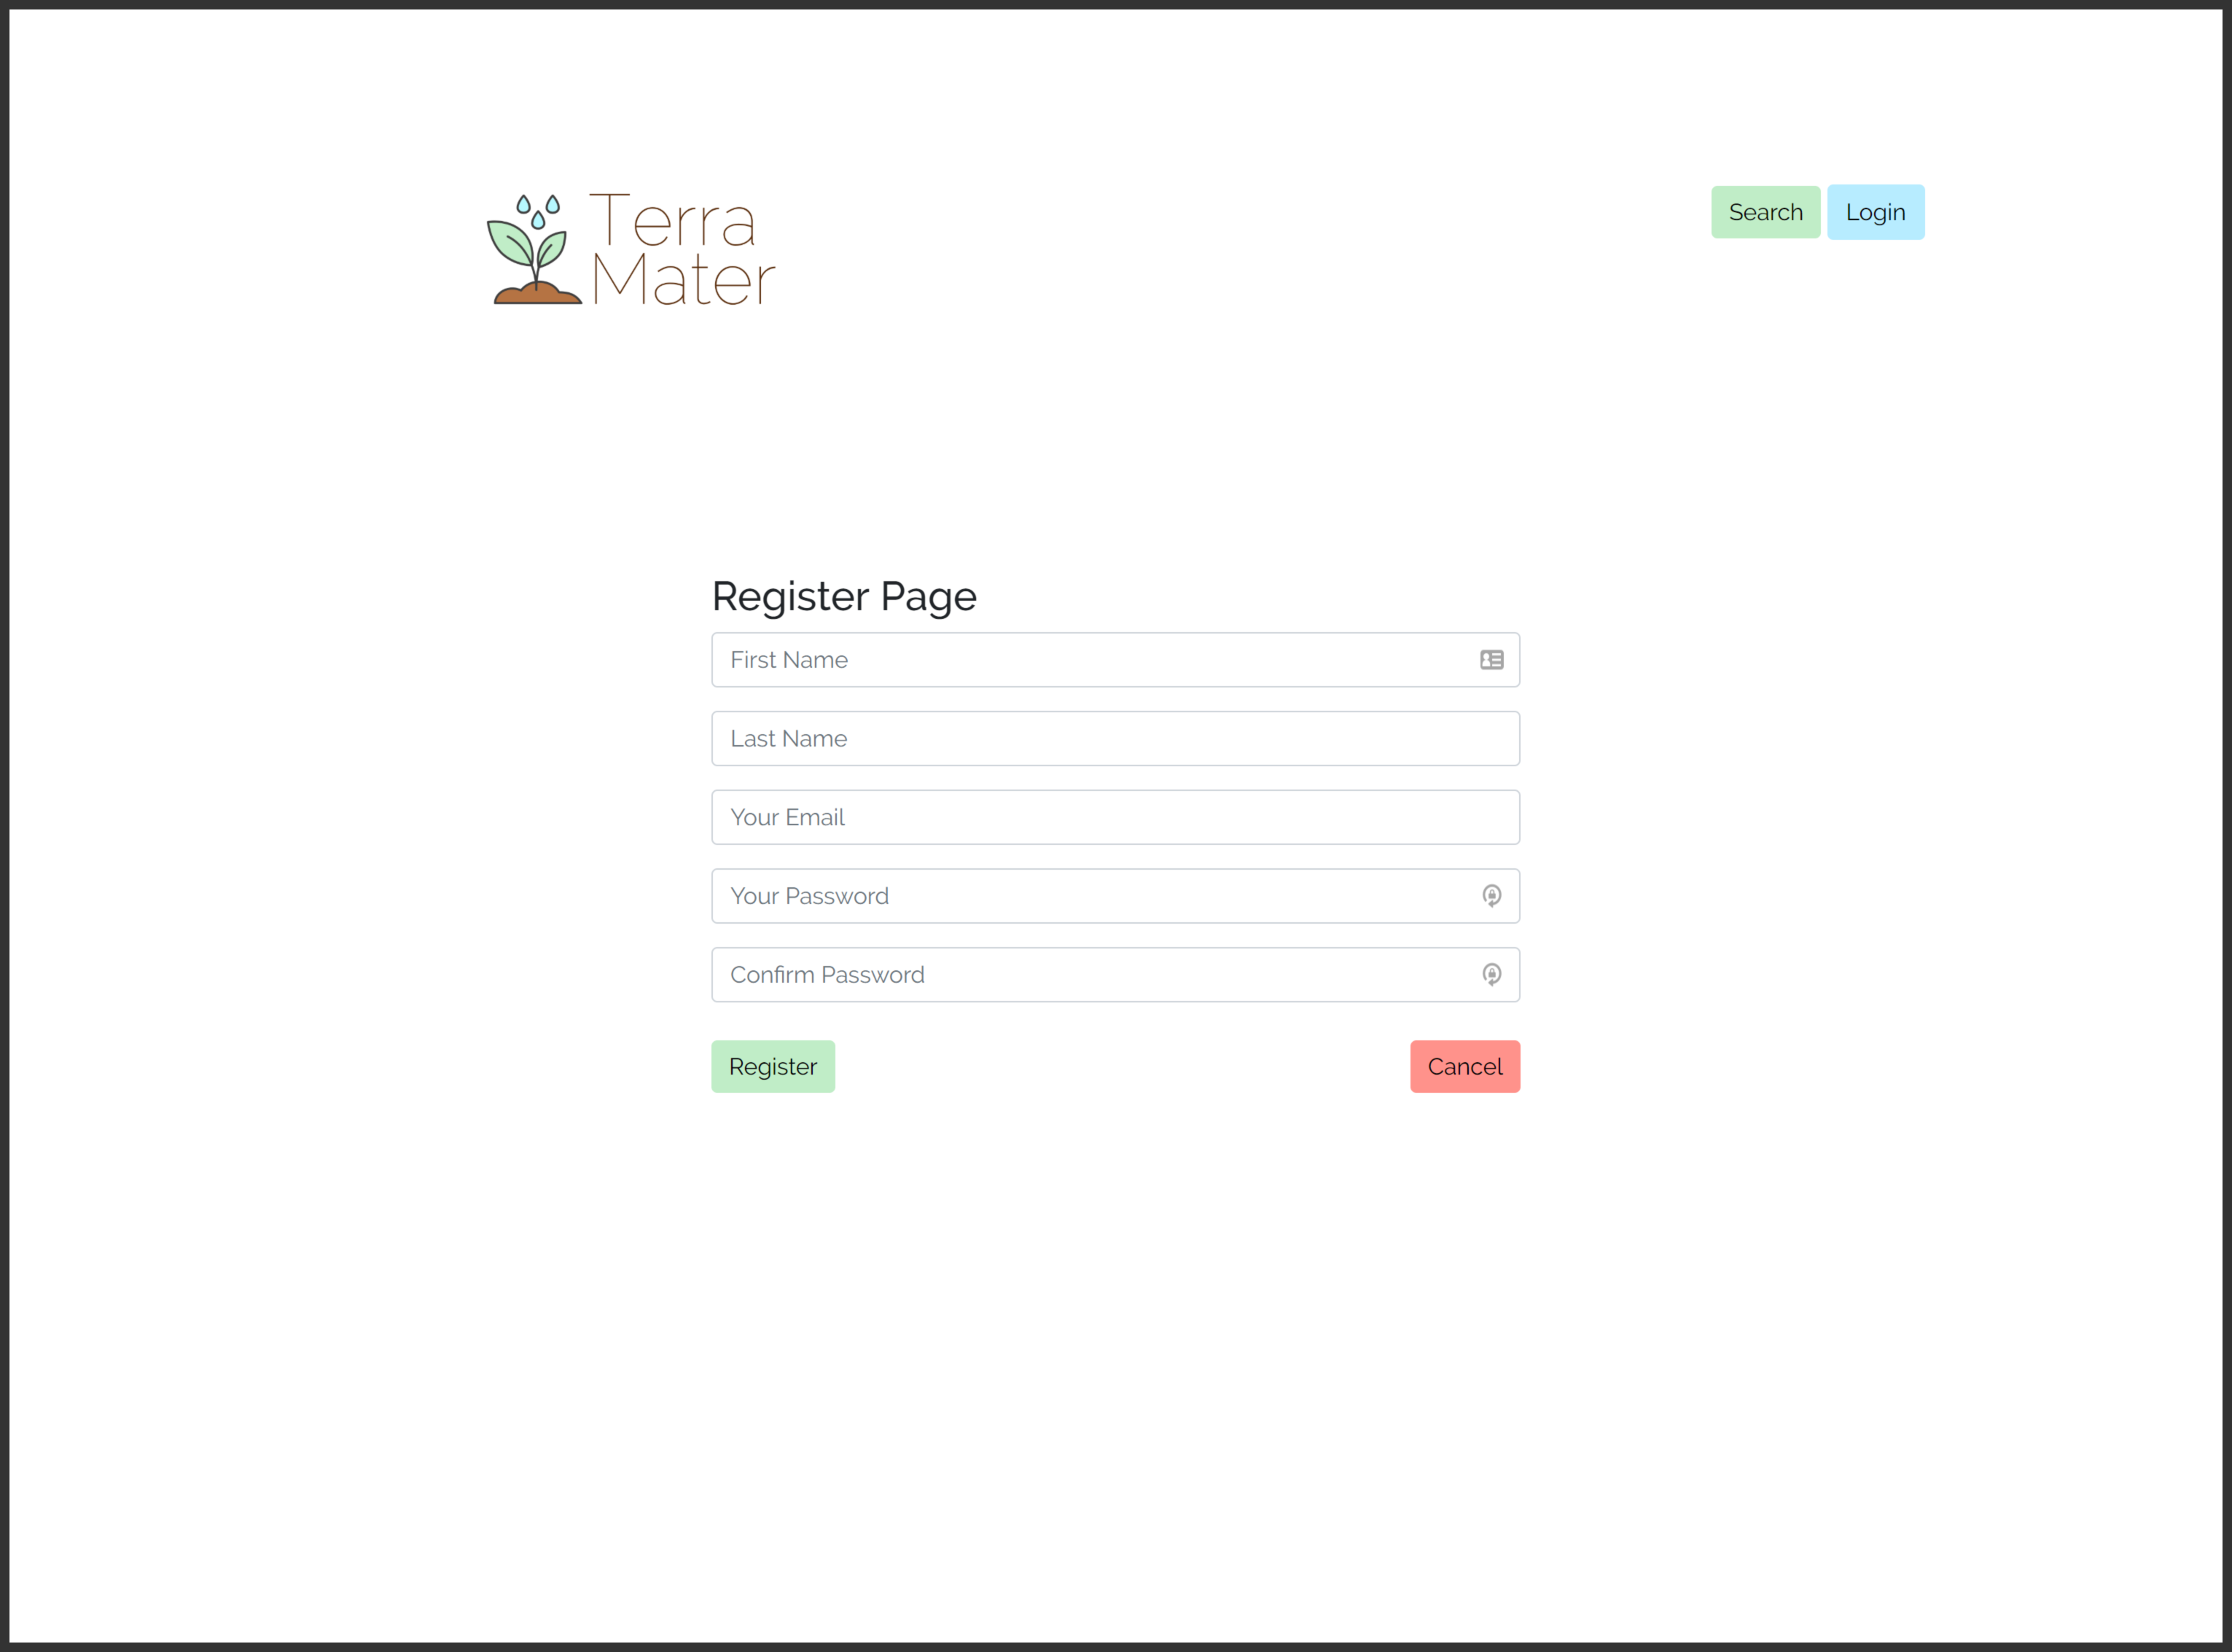 Terra
Mater
Search
Login
Register Page
First Name
Last Name
Your Email
Your Password
Confirm Password
Register
Cancel